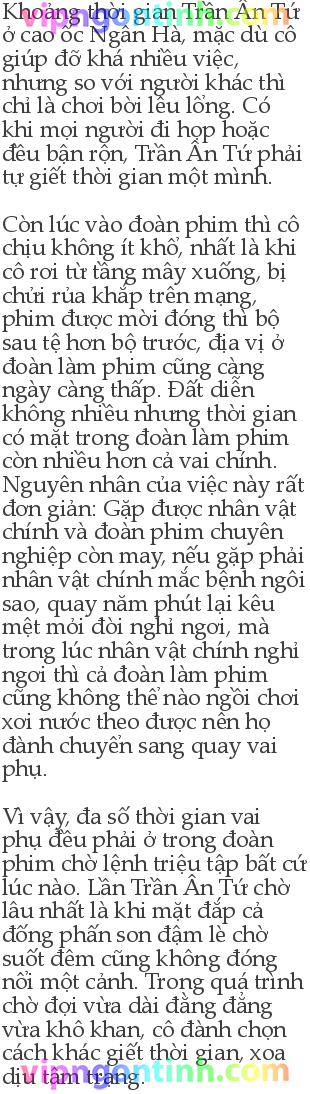 Khoảng thời gian Trần Ân Tứ
ở cao ốc Ngân Hà, mặc dù cô
giúp đỡ khá nhiều việc,
nhưng so với người khác thì
chỉ là chơi bời lêu lổng. Có
khi mọi người đi họp hoặc
đều bận rộn, Trần Ân Tứ phải
tự giết thời gian một mình.
Còn lúc vào đoàn phim thì cô
chịu không ít khổ, nhất là khi
cô rơi từ tầng mây xuống, bị
chửi rủa khắp trên mạng,
phim được mời đóng thì bộ
sau tệ hơn bộ trước, địa vị ở
đoàn làm phim cũng càng
ngày càng thấp. Đất diễn
không nhiều nhưng thời gian
có mặt trong đoàn làm phim
còn nhiều hơn cả vai chính.
Nguyên nhân của việc này rất
đơn giản: Gặp được nhân vật
chính và đoàn phim chuyên
nghiệp còn may, nếu gặp phải
nhân vật chính mắc bệnh ngôi
sao, quay năm phút lại kêu
mệt mỏi đòi nghỉ ngơi, mà
trong lúc nhân vật chính nghỉ
ngơi thì cả đoàn làm phim
cũng không thể nào ngồi chơi
xơi nước theo được nên họ
đành chuyển sang quay vai
phụ.
Vì vậy, đa số thời gian vai
phụ đều phải ở trong đoàn
phim chờ lệnh triệu tập bất cứ
lúc nào. Lần Trần Ân Tứ chờ
lâu nhất là khi mặt đắp cả
đống phấn son đậm lè chờ
suốt đêm cũng không đóng
nổi một cảnh. Trong quá trình
chờ đợi vừa dài đằng đẵng
vừa khô khan, cô đành chọn
cách khác giết thời gian, xoa
dịu tâm trạng.
vipngontinh.com
vipngontinh.com